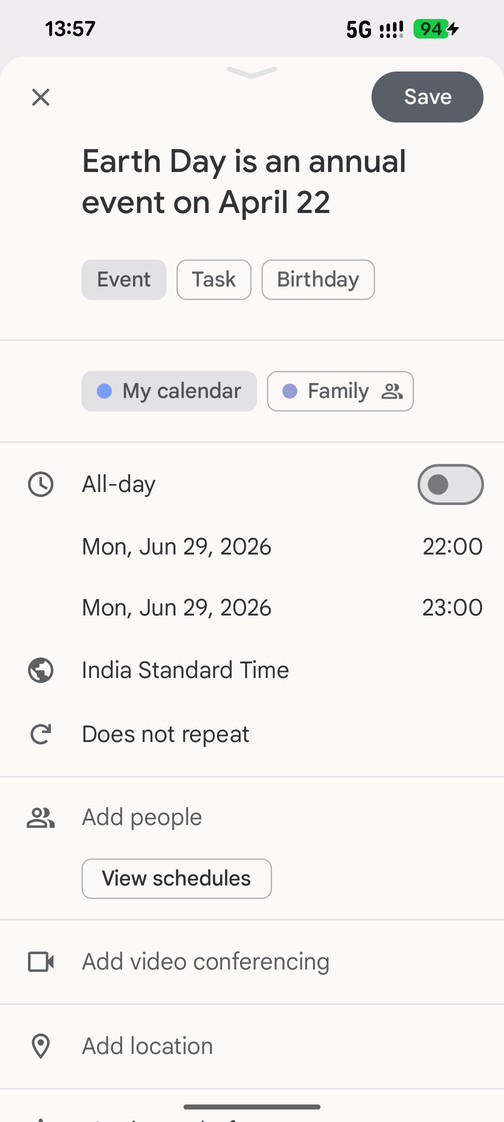 13:57
5G 94
Save
Earth Day is an annual
event on April 22
Event Task Birthday
My calendar Family
All-day
Mon, Jun 29, 2026 22:00
Mon, Jun 29, 2026 23:00
India Standard Time
Does not repeat
Add people
View schedules
Add video conferencing
Add location